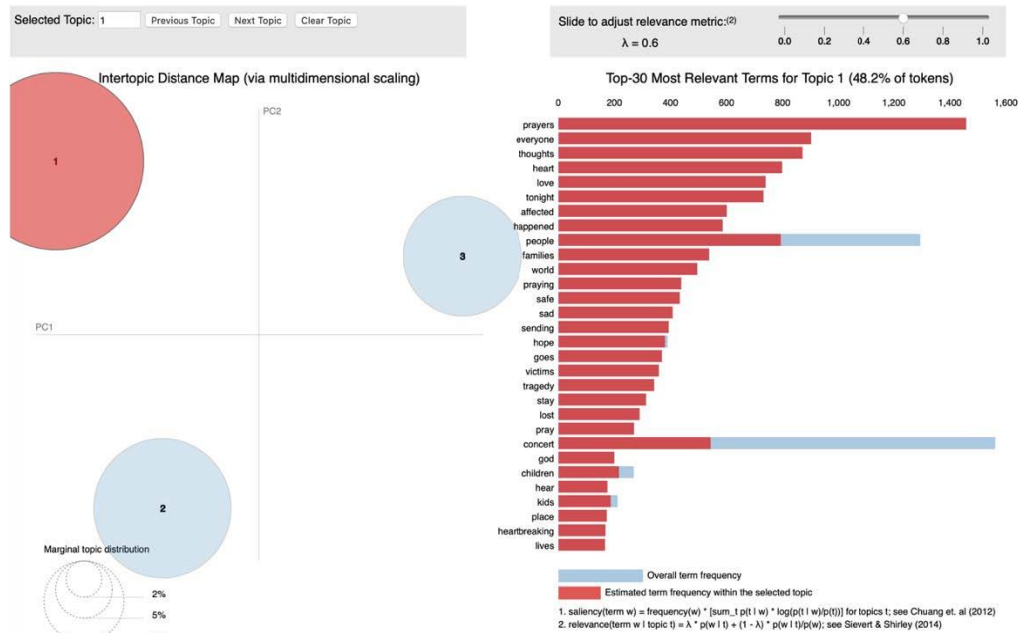 Selected Topic: 1 Previous Topic Next Topic Clear Topic
Slide to adjust relevance metric:(2)
λ = 0.6
0.0 0.2 0.4 0.6 0.8 1.0
Intertopic Distance Map (via multidimensional scaling)
PC2
PC1
1
3
2
Marginal topic distribution
2%
5%
Top-30 Most Relevant Terms for Topic 1 (48.2% of tokens)
0 200 400 600 800 1,000 1,200 1,400 1,600
prayers
everyone
thoughts
heart
love
tonight
affected
happened
people
families
world
praying
safe
sad
sending
hope
goes
victims
tragedy
stay
lost
pray
concert
god
children
hear
kids
place
heartbreaking
lives
Overall term frequency
Estimated term frequency within the selected topic
1. saliency(term w) = frequency(w) * [sum_t p(t | w) * log(p(t | w)/p(t))] for topics t; see Chuang et. al (2012)
2. relevance(term w | topic t) = λ * p(w | t) + (1 - λ) * p(w | t)/p(w); see Sievert & Shirley (2014)